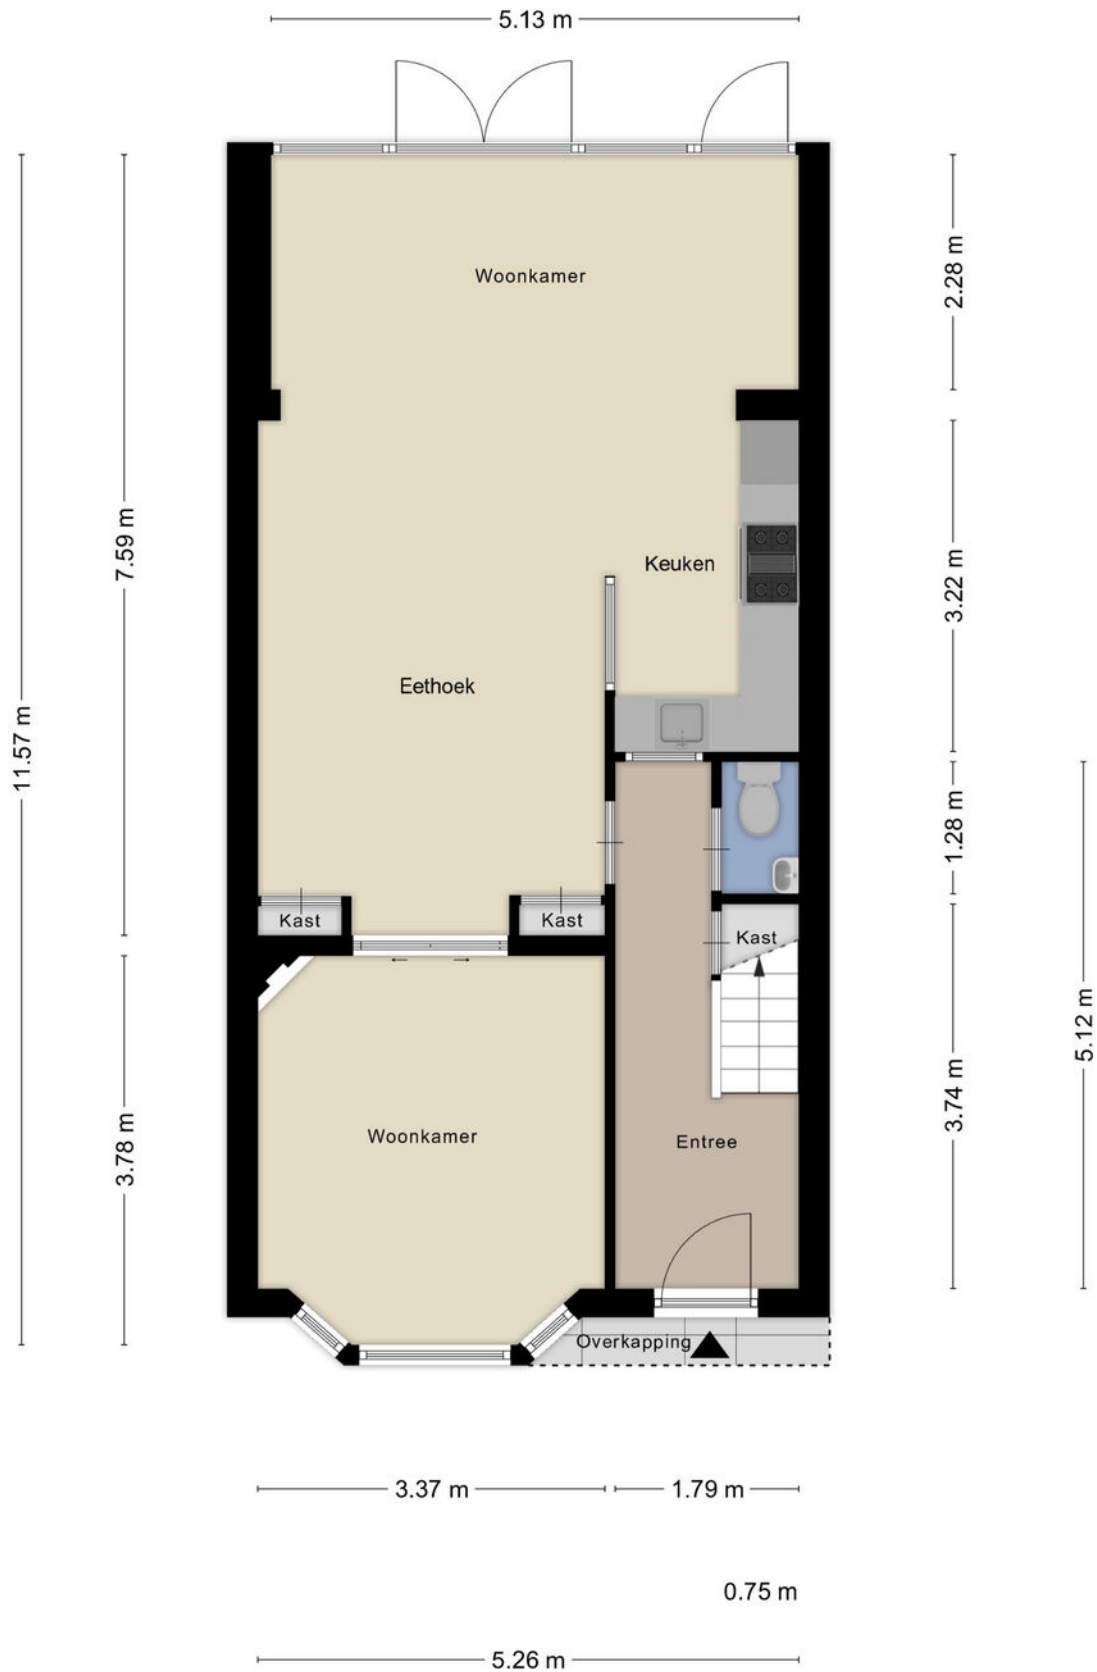 5.13 m
Woonkamer
2.28 m
7.59 m
Keuken
3.22 m
Eethoek
11.57 m
1.28 m
Kast
Kast
Kast
5.12 m
3.78 m
Woonkamer
Entree
3.74 m
Overkapping
3.37 m
1.79 m
0.75 m
5.26 m